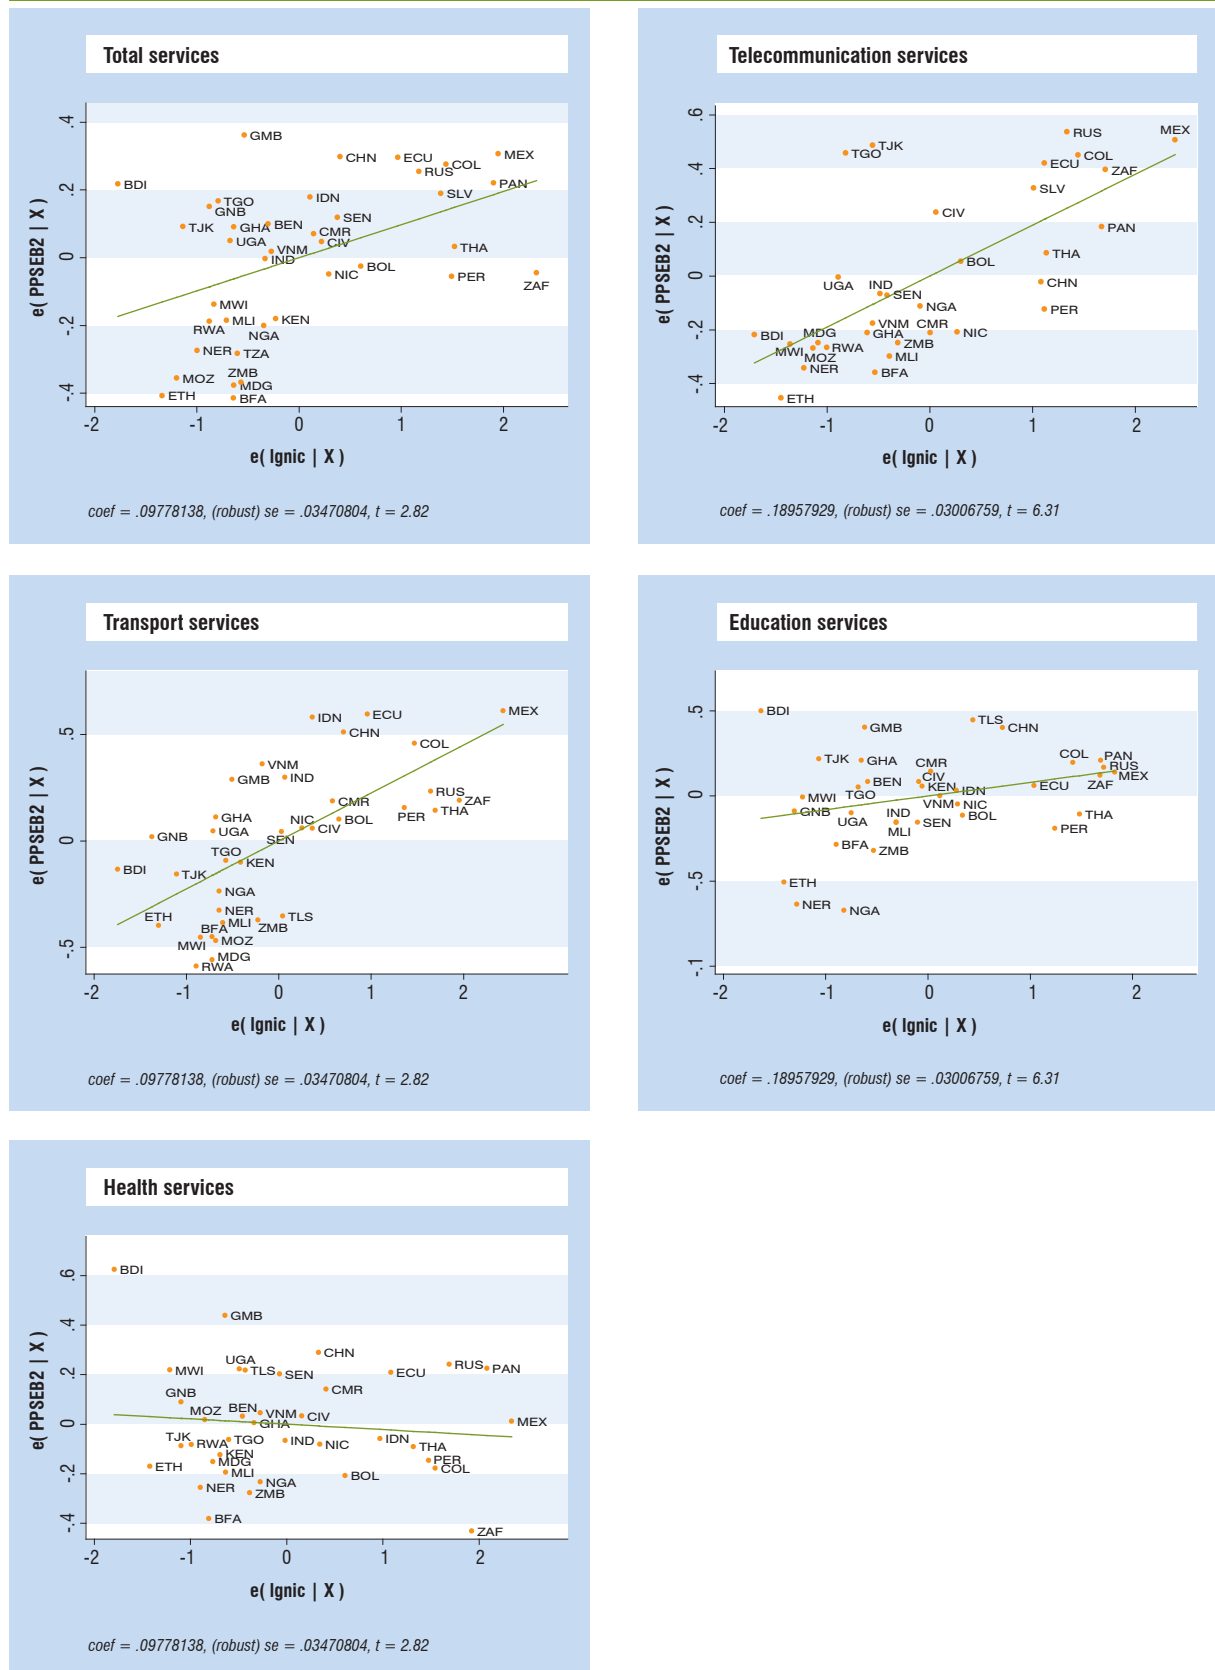 Total services
e( PPSEB2 | X )
.4
.2
0
-.2
-.4
GMB
CHN
ECU
MEX
COL
RUS
PAN
BDI
SLV
TGO
IDN
GNB
SEN
TJK
GHA
BEN
CMR
UGA
CIV
THA
VNM
IND
BOL
NIC
PER
ZAF
MWI
RWA
MLI
KEN
NGA
NER
TZA
MOZ
ZMB
MDG
ETH
BFA
-2
-1
0
1
2
e( Ignic | X )
coef = .09778138, (robust) se = .03470804, t = 2.82
Telecommunication services
e( PPSEB2 | X )
.6
.4
.2
0
-.2
-.4
MEX
RUS
TJK
TGO
COL
ECU
ZAF
SLV
CIV
PAN
THA
BOL
UGA
IND
CHN
SEN
NGA
PER
VNM
CMR
BDI
MDG
GHA
NIC
MWI
RWA
ZMB
MOZ
MLI
NER
BFA
ETH
-2
-1
0
1
2
e( Ignic | X )
coef = .18957929, (robust) se = .03006759, t = 6.31
Transport services
e( PPSEB2 | X )
.5
0
-.5
MEX
IDN
ECU
CHN
COL
VNM
GMB
IND
RUS
CMR
ZAF
PER
THA
GHA
NIC
BOL
UGA
CIV
GNB
SEN
TGO
KEN
BDI
TJK
NGA
NER
ETH
MLI
TLS
BFA
ZMB
MWI
MOZ
MDG
RWA
-2
-1
0
1
2
e( Ignic | X )
coef = .09778138, (robust) se = .03470804, t = 2.82
Education services
e( PPSEB2 | X )
.5
0
-.5
-.1
BDI
TLS
GMB
CHN
TJK
GHA
COL
PAN
CMR
RUS
CIV
MEX
BEN
KEN
IDN
ECU
ZAF
TGO
MWI
VNM
NIC
GNB
IND
BOL
THA
UGA
SEN
MLI
PER
BFA
ZMB
ETH
NER
NGA
-2
-1
0
1
2
e( Ignic | X )
coef = .18957929, (robust) se = .03006759, t = 6.31
Health services
e( PPSEB2 | X )
.6
.4
.2
0
-.2
-.4
BDI
GMB
CHN
UGA
MWI
TLS
SEN
ECU
RUS
PAN
GNB
CMR
MOZ
BEN
VNM
CIV
GHA
MEX
TJK
RWA
TGO
IND
NIC
IDN
THA
KEN
MDG
PER
ETH
MLI
COL
BOL
NER
NGA
ZMB
BFA
ZAF
-2
-1
0
1
2
e( Ignic | X )
coef = .09778138, (robust) se = .03470804, t = 2.82